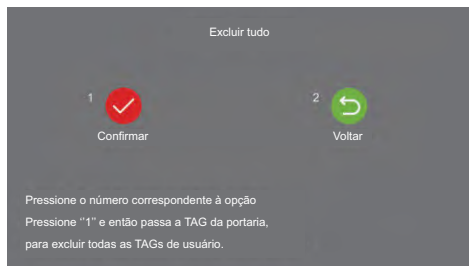 Excluir tudo
1 2
Confirmar Voltar
Pressione o número correspondente à opção
Pressione ‘‘1’’ e então passa a TAG da portaria,
para excluir todas as TAGs de usuário.